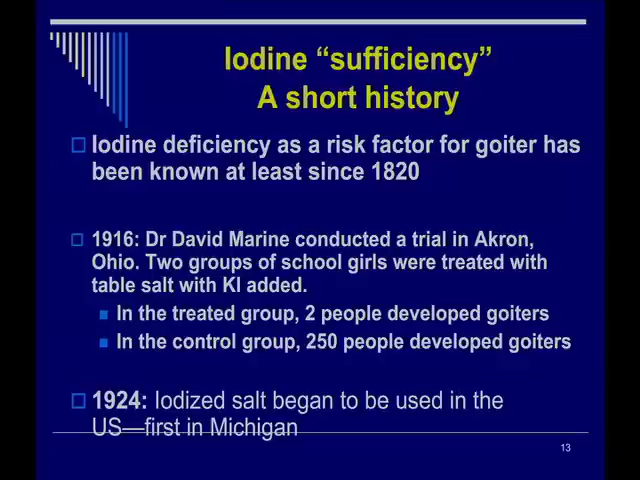 Iodine “sufficiency”
A short history
Iodine deficiency as a risk factor for goiter has
been known at least since 1820
1916: Dr David Marine conducted a trial in Akron,
Ohio. Two groups of school girls were treated with
table salt with KI added.
In the treated group, 2 people developed goiters
In the control group, 250 people developed goiters
1924: Iodized salt began to be used in the
US—first in Michigan
13